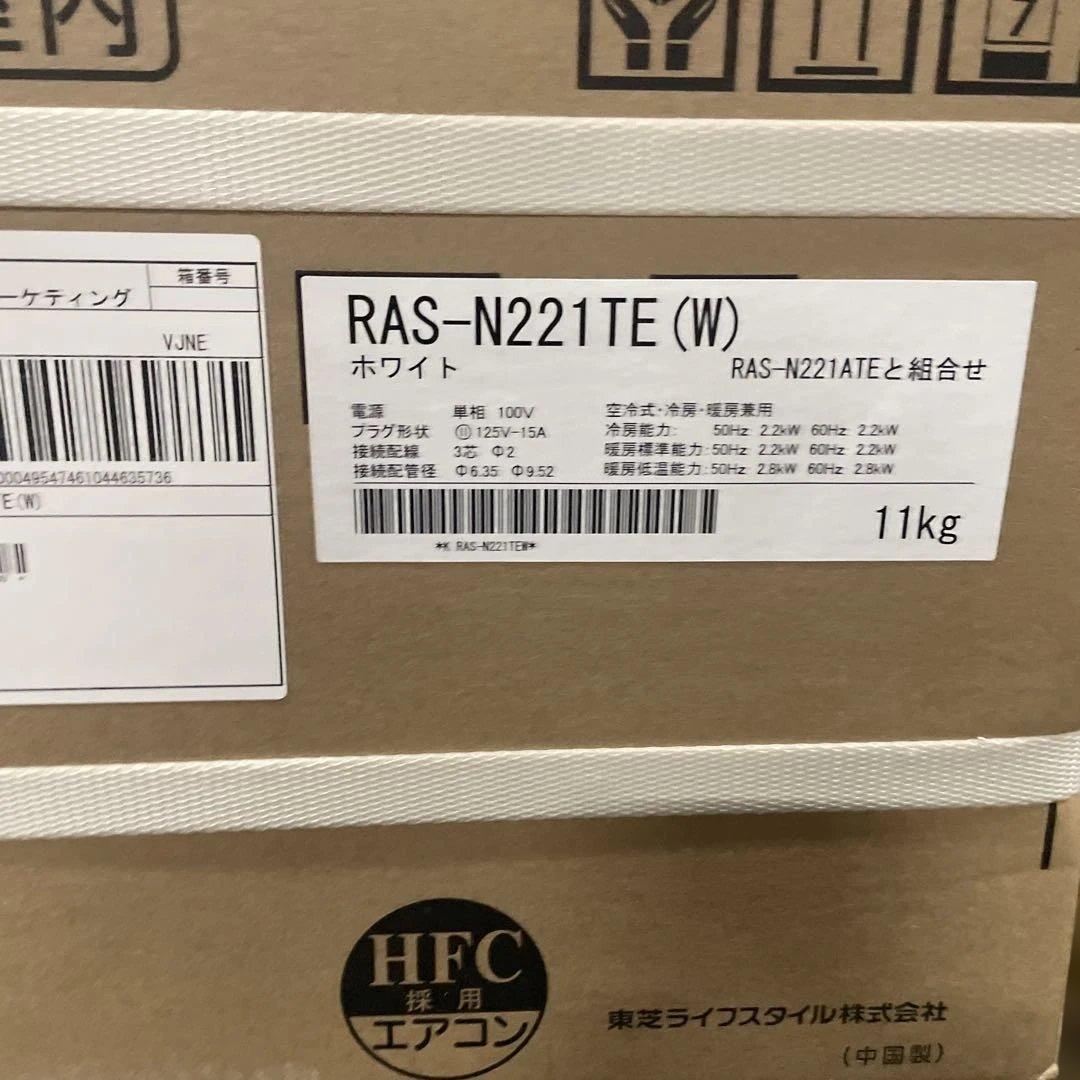 室内
7
箱番号
ーケティング
VJNE
000495474610446​35736
TE(W)
RAS-N221TE(W)
ホワイト
RAS-N221ATEと組合せ
電源 単相 100V
プラグ形状 125V-15A
接続配線 3芯 Φ2
接続配管径 Φ6.35 Φ9.52
空冷式・冷房・暖房兼用
冷房能力: 50Hz 2.2kW 60Hz 2.2kW
暖房標準能力:50Hz 2.2kW 60Hz 2.2kW
暖房低温能力:50Hz 2.8kW 60Hz 2.8kW
*K RAS-N221TEW*
11kg
HFC
採用
エアコン
東芝ライフスタイル株式会社
(中国製)